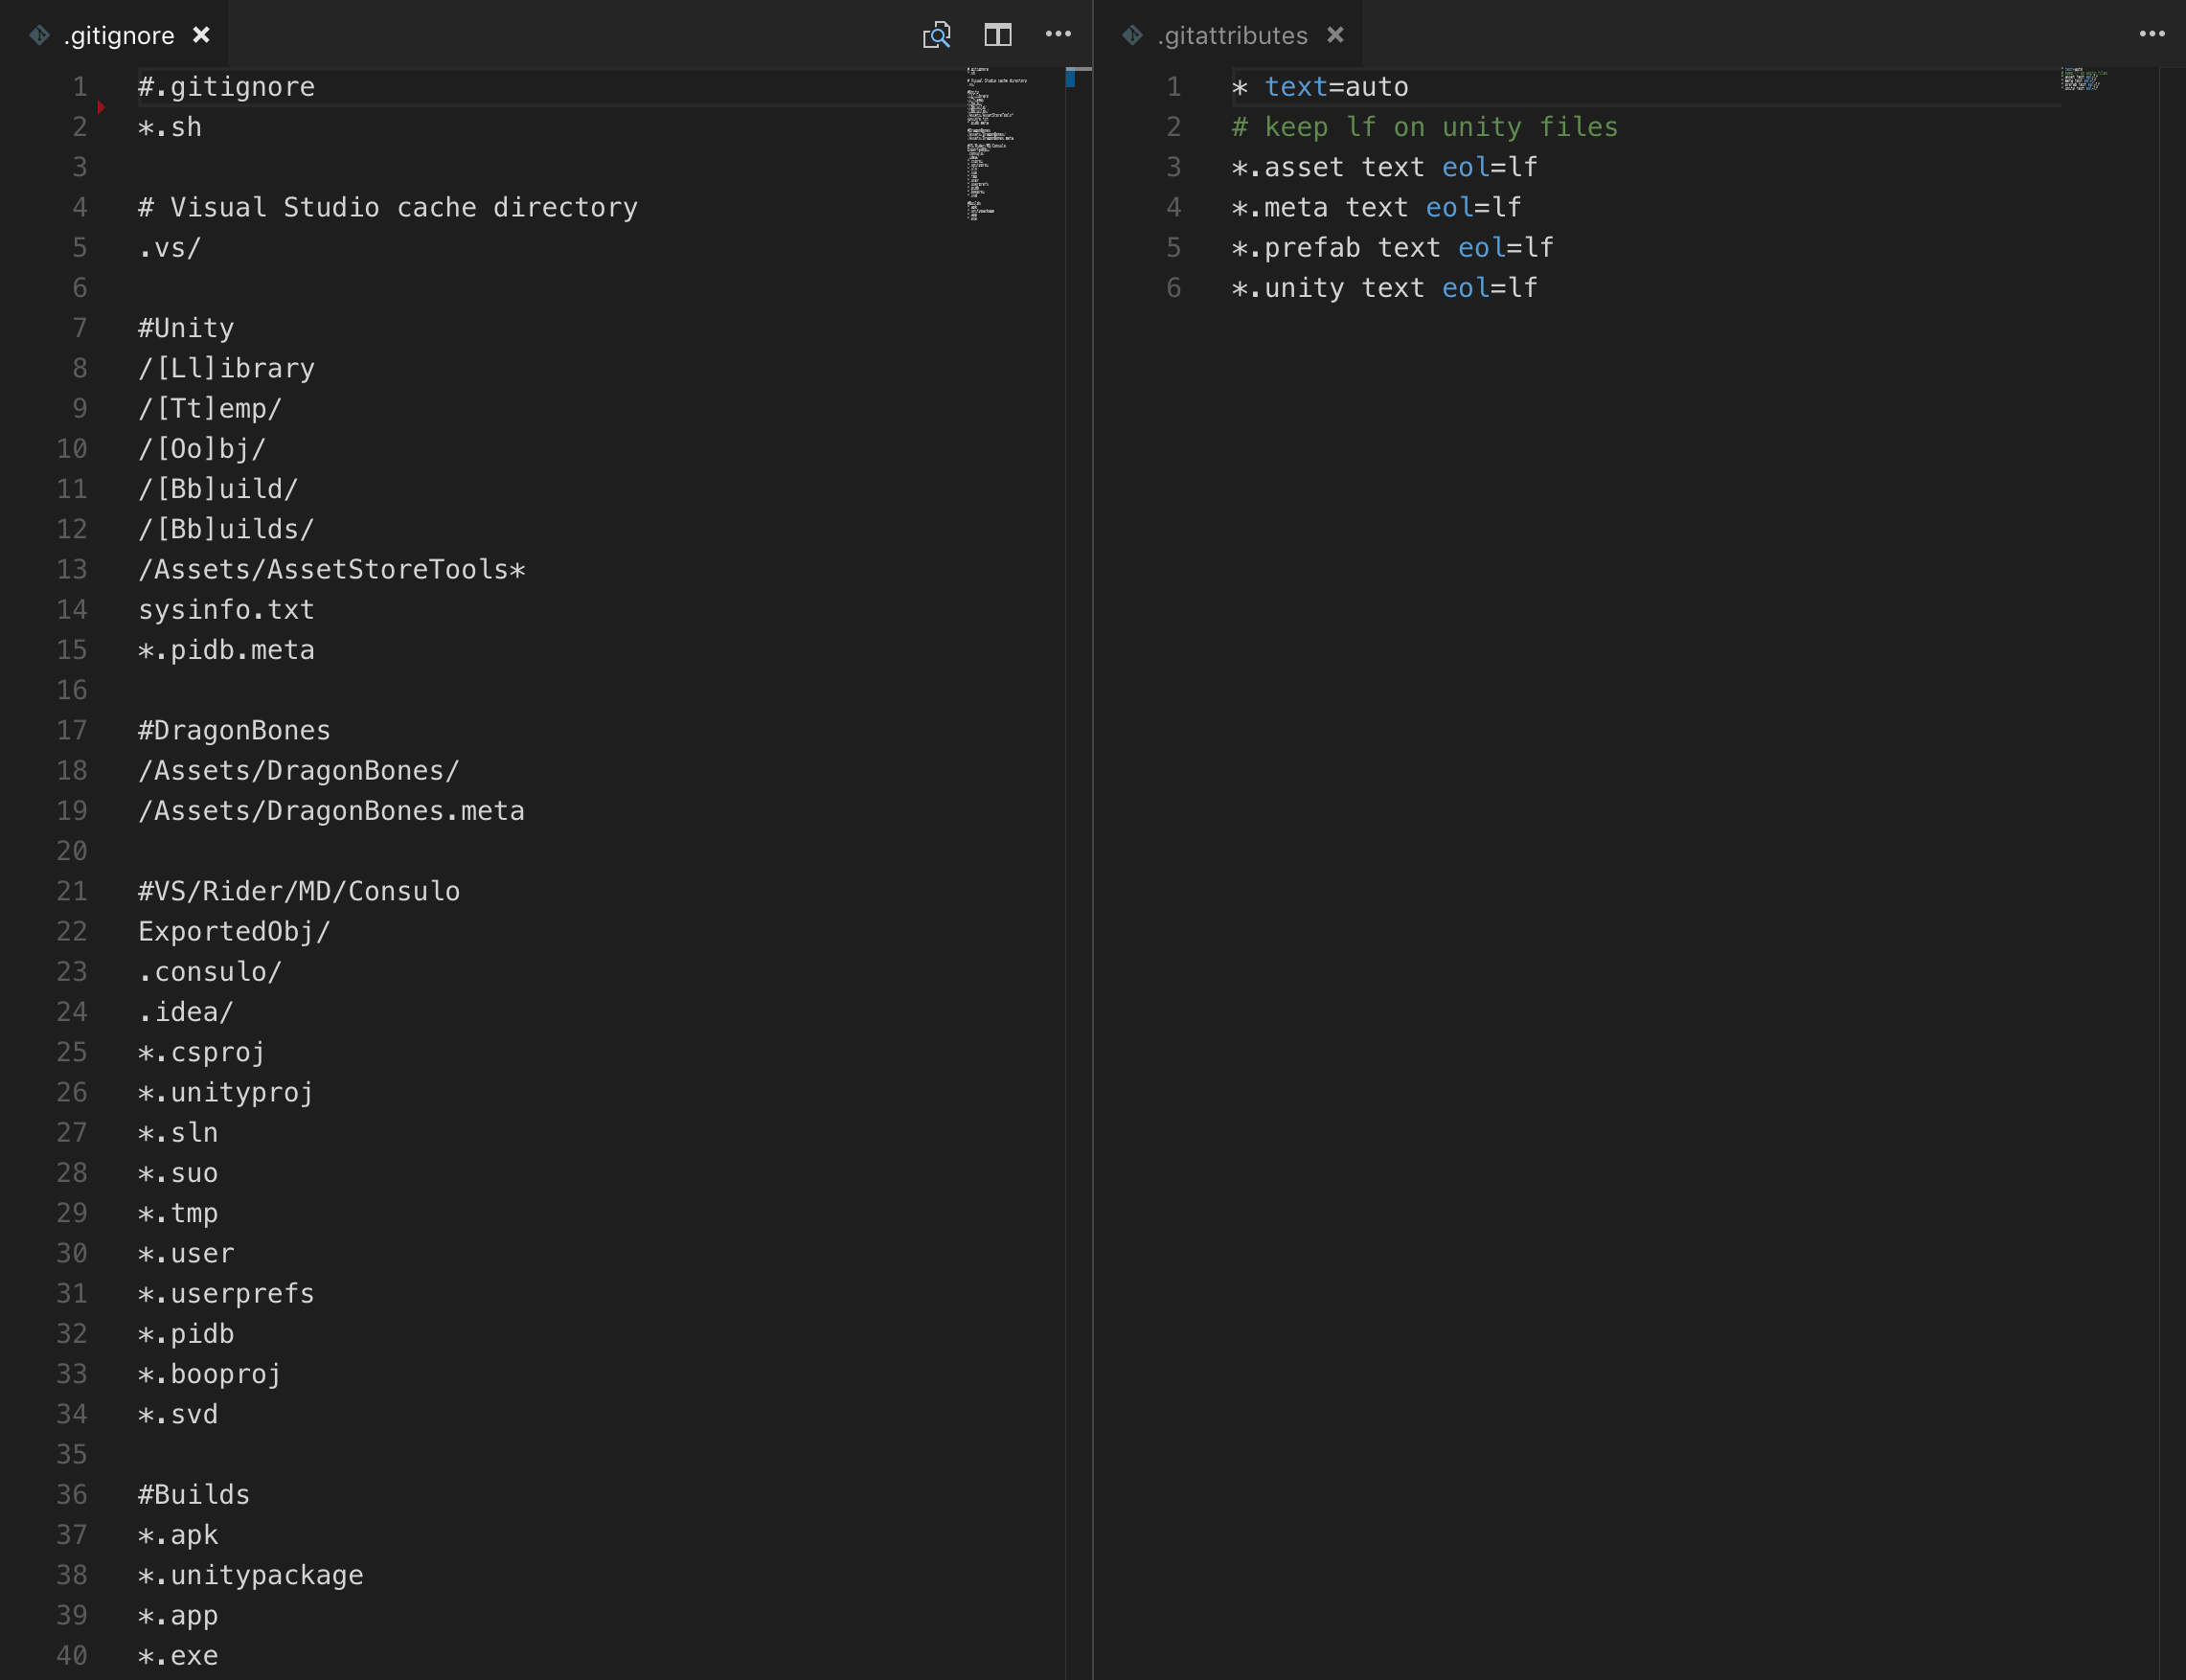 .gitignore
1 #.gitignore
2 *.sh
3
4 # Visual Studio cache directory
5 .vs/
6
7 #Unity
8 /[Ll]ibrary
9 /[Tt]emp/
10 /[Oo]bj/
11 /[Bb]uild/
12 /[Bb]uilds/
13 /Assets/AssetStoreTools*
14 sysinfo.txt
15 *.pidb.meta
16
17 #DragonBones
18 /Assets/DragonBones/
19 /Assets/DragonBones.meta
20
21 #VS/Rider/MD/Consulo
22 ExportedObj/
23 .consulo/
24 .idea/
25 *.csproj
26 *.unityproj
27 *.sln
28 *.suo
29 *.tmp
30 *.user
31 *.userprefs
32 *.pidb
33 *.booproj
34 *.svd
35
36 #Builds
37 *.apk
38 *.unitypackage
39 *.app
40 *.exe
.gitattributes
1 * text=auto
2 # keep lf on unity files
3 *.asset text eol=lf
4 *.meta text eol=lf
5 *.prefab text eol=lf
6 *.unity text eol=lf